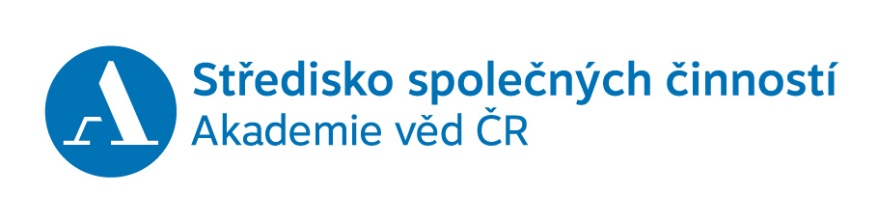 Středisko společných činností
Akademie věd ČR